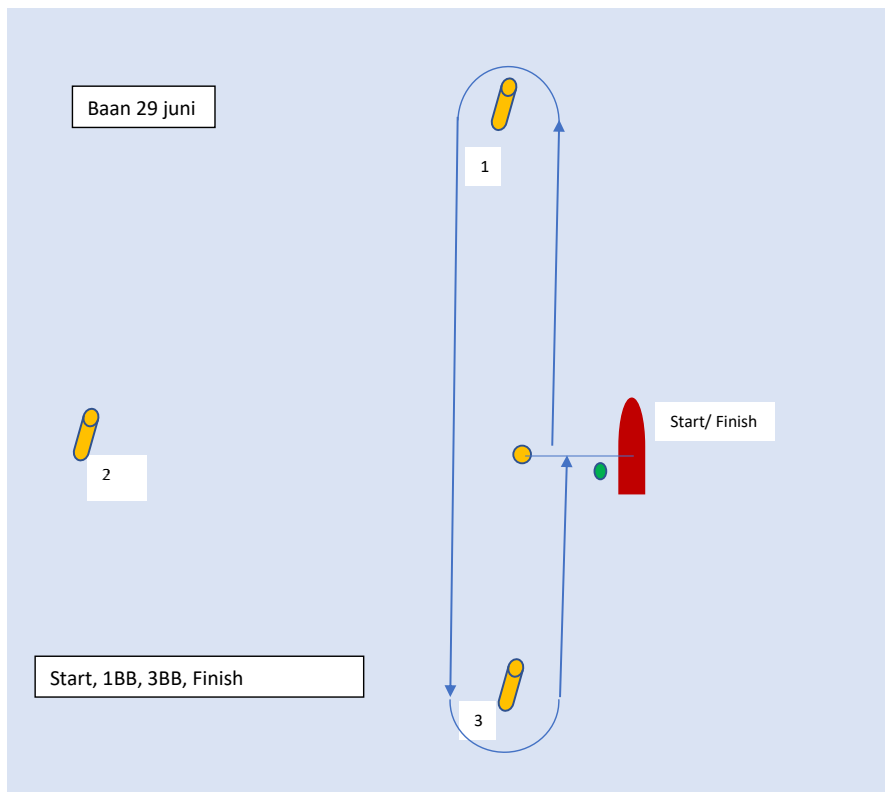 Baan 29 juni
1
Start/ Finish
2
Start, 1BB, 3BB, Finish
3